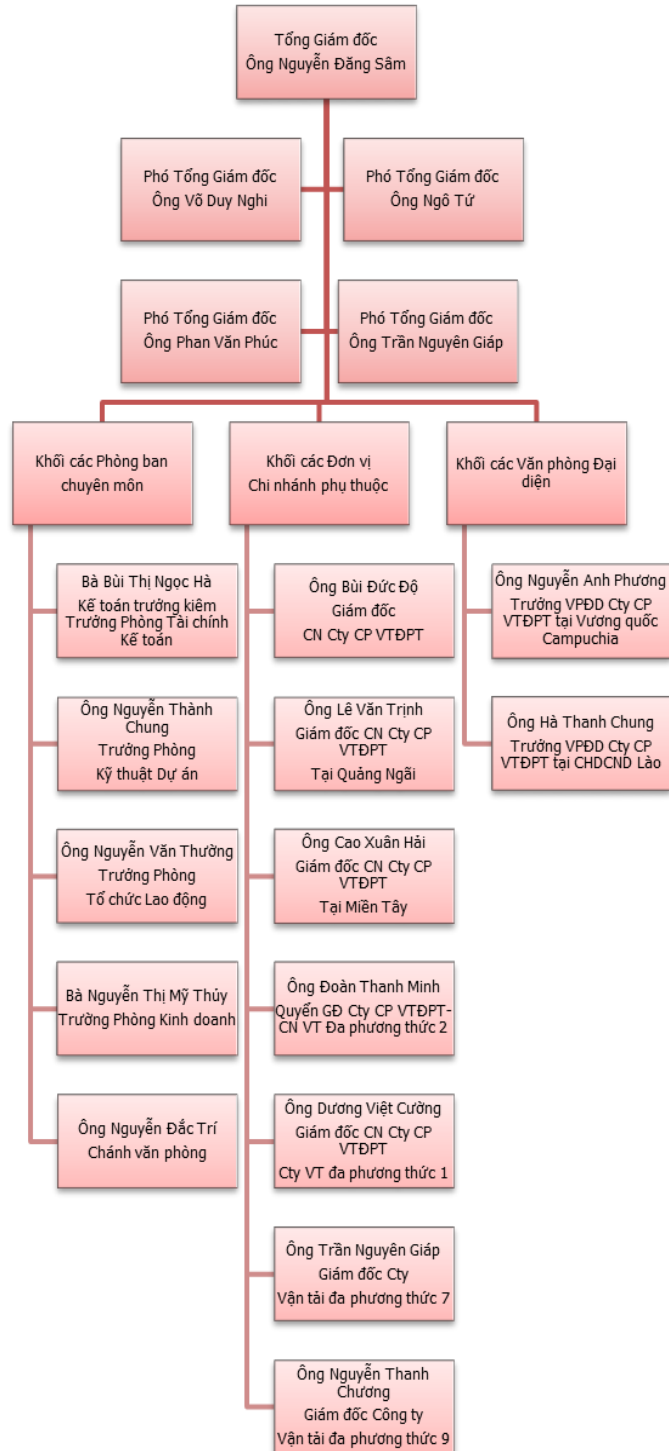 Tổng Giám đốc
Ông Nguyễn Đăng Sâm
Phó Tổng Giám đốc
Ông Võ Duy Nghi
Phó Tổng Giám đốc
Ông Ngô Tứ
Phó Tổng Giám đốc
Ông Phan Văn Phúc
Phó Tổng Giám đốc
Ông Trần Nguyên Giáp
Khối các Phòng ban
chuyên môn
Khối các Đơn vị
Chi nhánh phụ thuộc
Khối các Văn phòng Đại
diện
Bà Bùi Thị Ngọc Hà
Kế toán trưởng kiêm
Trưởng Phòng Tài chính
Kế toán
Ông Nguyễn Thành
Chung
Trưởng Phòng
Kỹ thuật Dự án
Ông Nguyễn Văn Thường
Trưởng Phòng
Tổ chức Lao động
Bà Nguyễn Thị Mỹ Thủy
Trường Phòng Kinh doanh
Ông Nguyễn Đắc Trí
Chánh văn phòng
Ông Bùi Đức Độ
Giám đốc
CN Cty CP VTĐPT
Ông Lê Văn Trịnh
Giám đốc CN Cty CP
VTĐPT
Tại Quảng Ngãi
Ông Cao Xuân Hải
Giám đốc CN Cty CP
VTĐPT
Tại Miền Tây
Ông Đoàn Thanh Minh
Quyển GĐ Cty CP VTĐPT-
CN VT Đa phương thức 2
Ông Dương Việt Cường
Giám đốc CN Cty CP
VTĐPT
Cty VT đa phương thức 1
Ông Trần Nguyên Giáp
Giám đốc Cty
Vận tải đa phương thức 7
Ông Nguyễn Thanh
Chương
Giám đốc Công ty
Vận tải đa phương thức 9
Ông Nguyễn Anh Phương
Trưởng VPĐD Cty CP
VTĐPT tại Vương quốc
Campuchia
Ông Hà Thanh Chung
Trưởng VPĐD Cty CP
VTĐPT tại CHDCND Lào